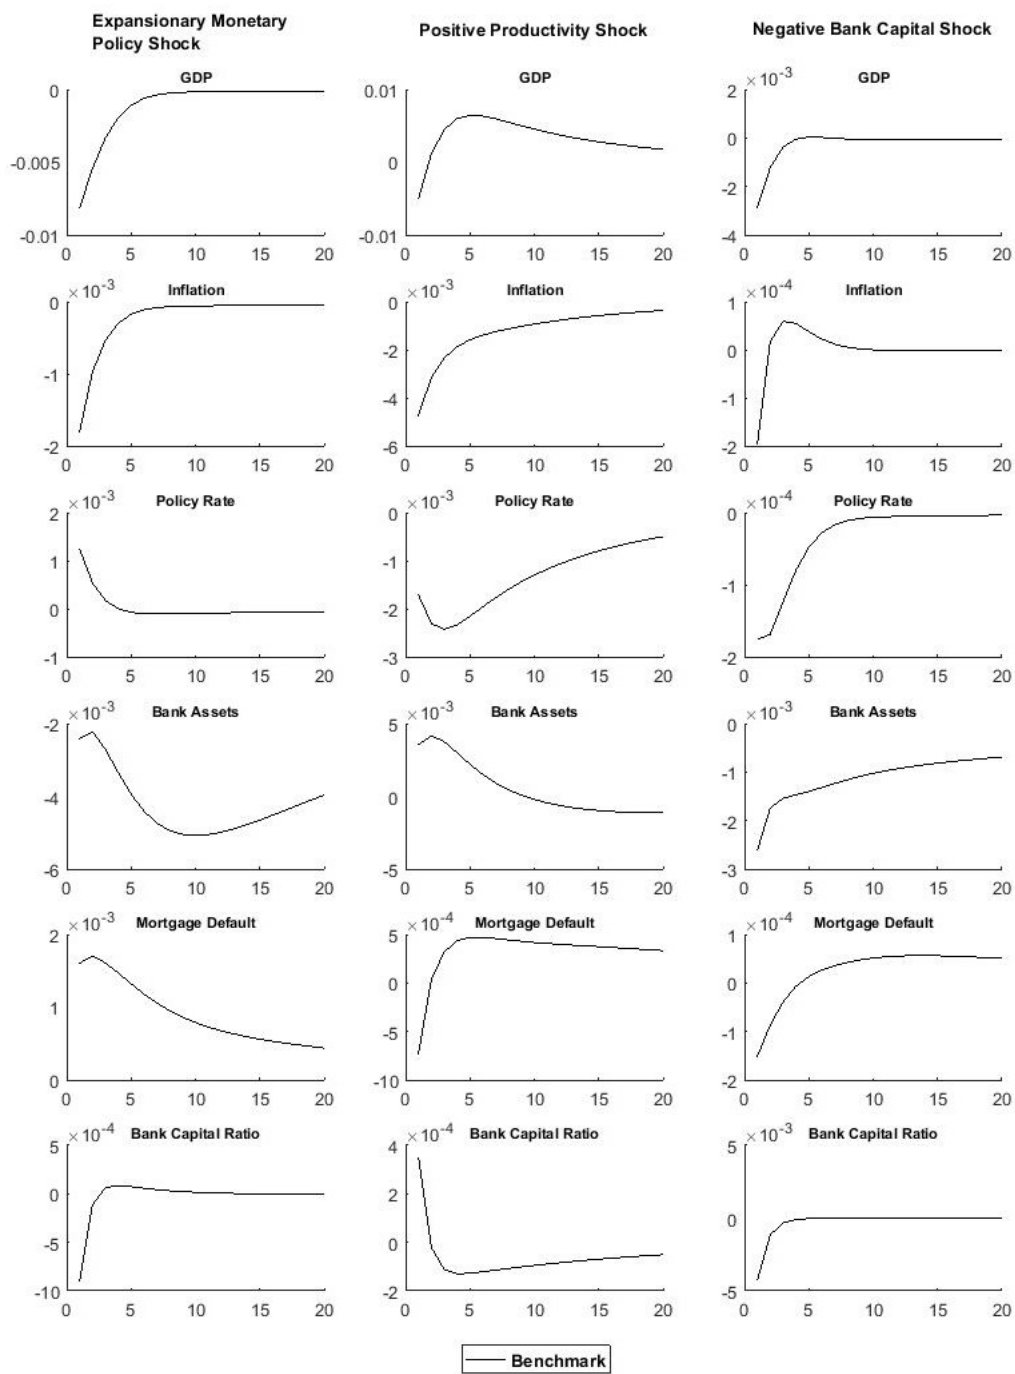 Expansionary Monetary
Policy Shock
Positive Productivity Shock
Negative Bank Capital Shock
GDP
0
-0.005
-0.01
0 5 10 15 20
GDP
0.01
0
-0.01
0 5 10 15 20
×10-3
GDP
2
0
-2
-4
0 5 10 15 20
×10-3
Inflation
0
-1
-2
0 5 10 15 20
×10-3
Inflation
0
-2
-4
-6
0 5 10 15 20
×10-4
Inflation
1
0
-1
-2
0 5 10 15 20
×10-3
Policy Rate
2
1
0
-1
0 5 10 15 20
×10-3
Policy Rate
0
-1
-2
-3
0 5 10 15 20
×10-4
Policy Rate
0
-1
-2
0 5 10 15 20
×10-3
Bank Assets
-2
-4
-6
0 5 10 15 20
×10-3
Bank Assets
5
0
-5
0 5 10 15 20
×10-3
Bank Assets
0
-1
-2
-3
0 5 10 15 20
×10-3
Mortgage Default
2
1
0
0 5 10 15 20
×10-4
Mortgage Default
5
0
-5
-10
0 5 10 15 20
×10-4
Mortgage Default
1
0
-1
-2
0 5 10 15 20
×10-4
Bank Capital Ratio
5
0
-5
-10
0 5 10 15 20
×10-4
Bank Capital Ratio
4
2
0
-2
0 5 10 15 20
×10-3
Bank Capital Ratio
5
0
-5
0 5 10 15 20
Benchmark